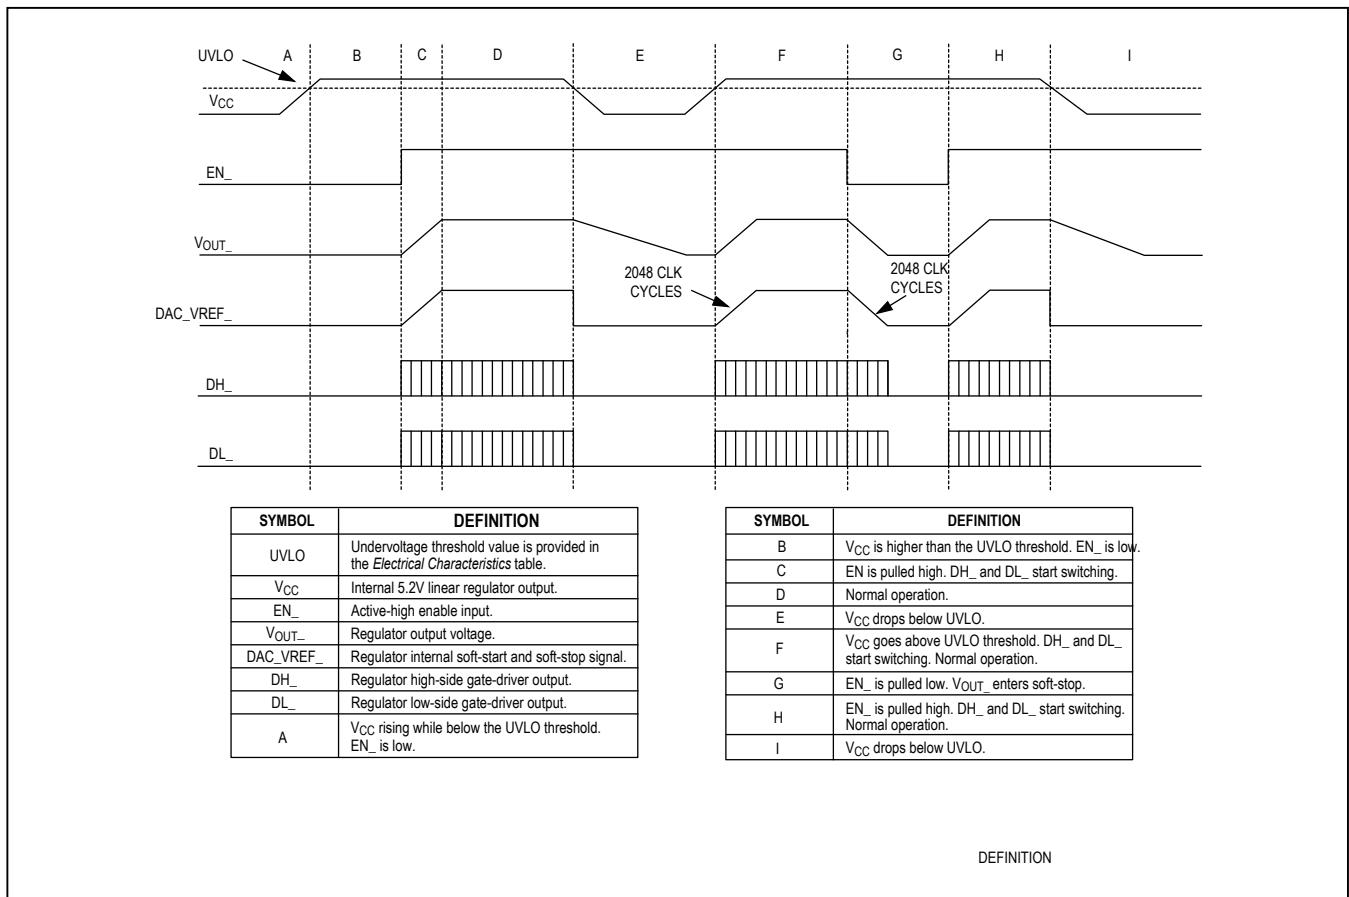 UVLO A B C D E F G H I
VCC
EN_
VOUT_
2048 CLK
CYCLES
2048 CLK
CYCLES
DAC_VREF_
DH_
DL_
SYMBOL DEFINITION
UVLO Undervoltage threshold value is provided in
the Electrical Characteristics table.
VCC Internal 5.2V linear regulator output.
EN_ Active-high enable input.
VOUT_ Regulator output voltage.
DAC_VREF_ Regulator internal soft-start and soft-stop signal.
DH_ Regulator high-side gate-driver output.
DL_ Regulator low-side gate-driver output.
A VCC rising while below the UVLO threshold.
EN_ is low.
SYMBOL DEFINITION
B VCC is higher than the UVLO threshold. EN_ is low.
C EN is pulled high. DH_ and DL_ start switching.
D Normal operation.
E VCC drops below UVLO.
F VCC goes above UVLO threshold. DH_ and DL_
start switching. Normal operation.
G EN_ is pulled low. VOUT_ enters soft-stop.
H EN_ is pulled high. DH_ and DL_ start switching.
Normal operation.
I VCC drops below UVLO.
DEFINITION